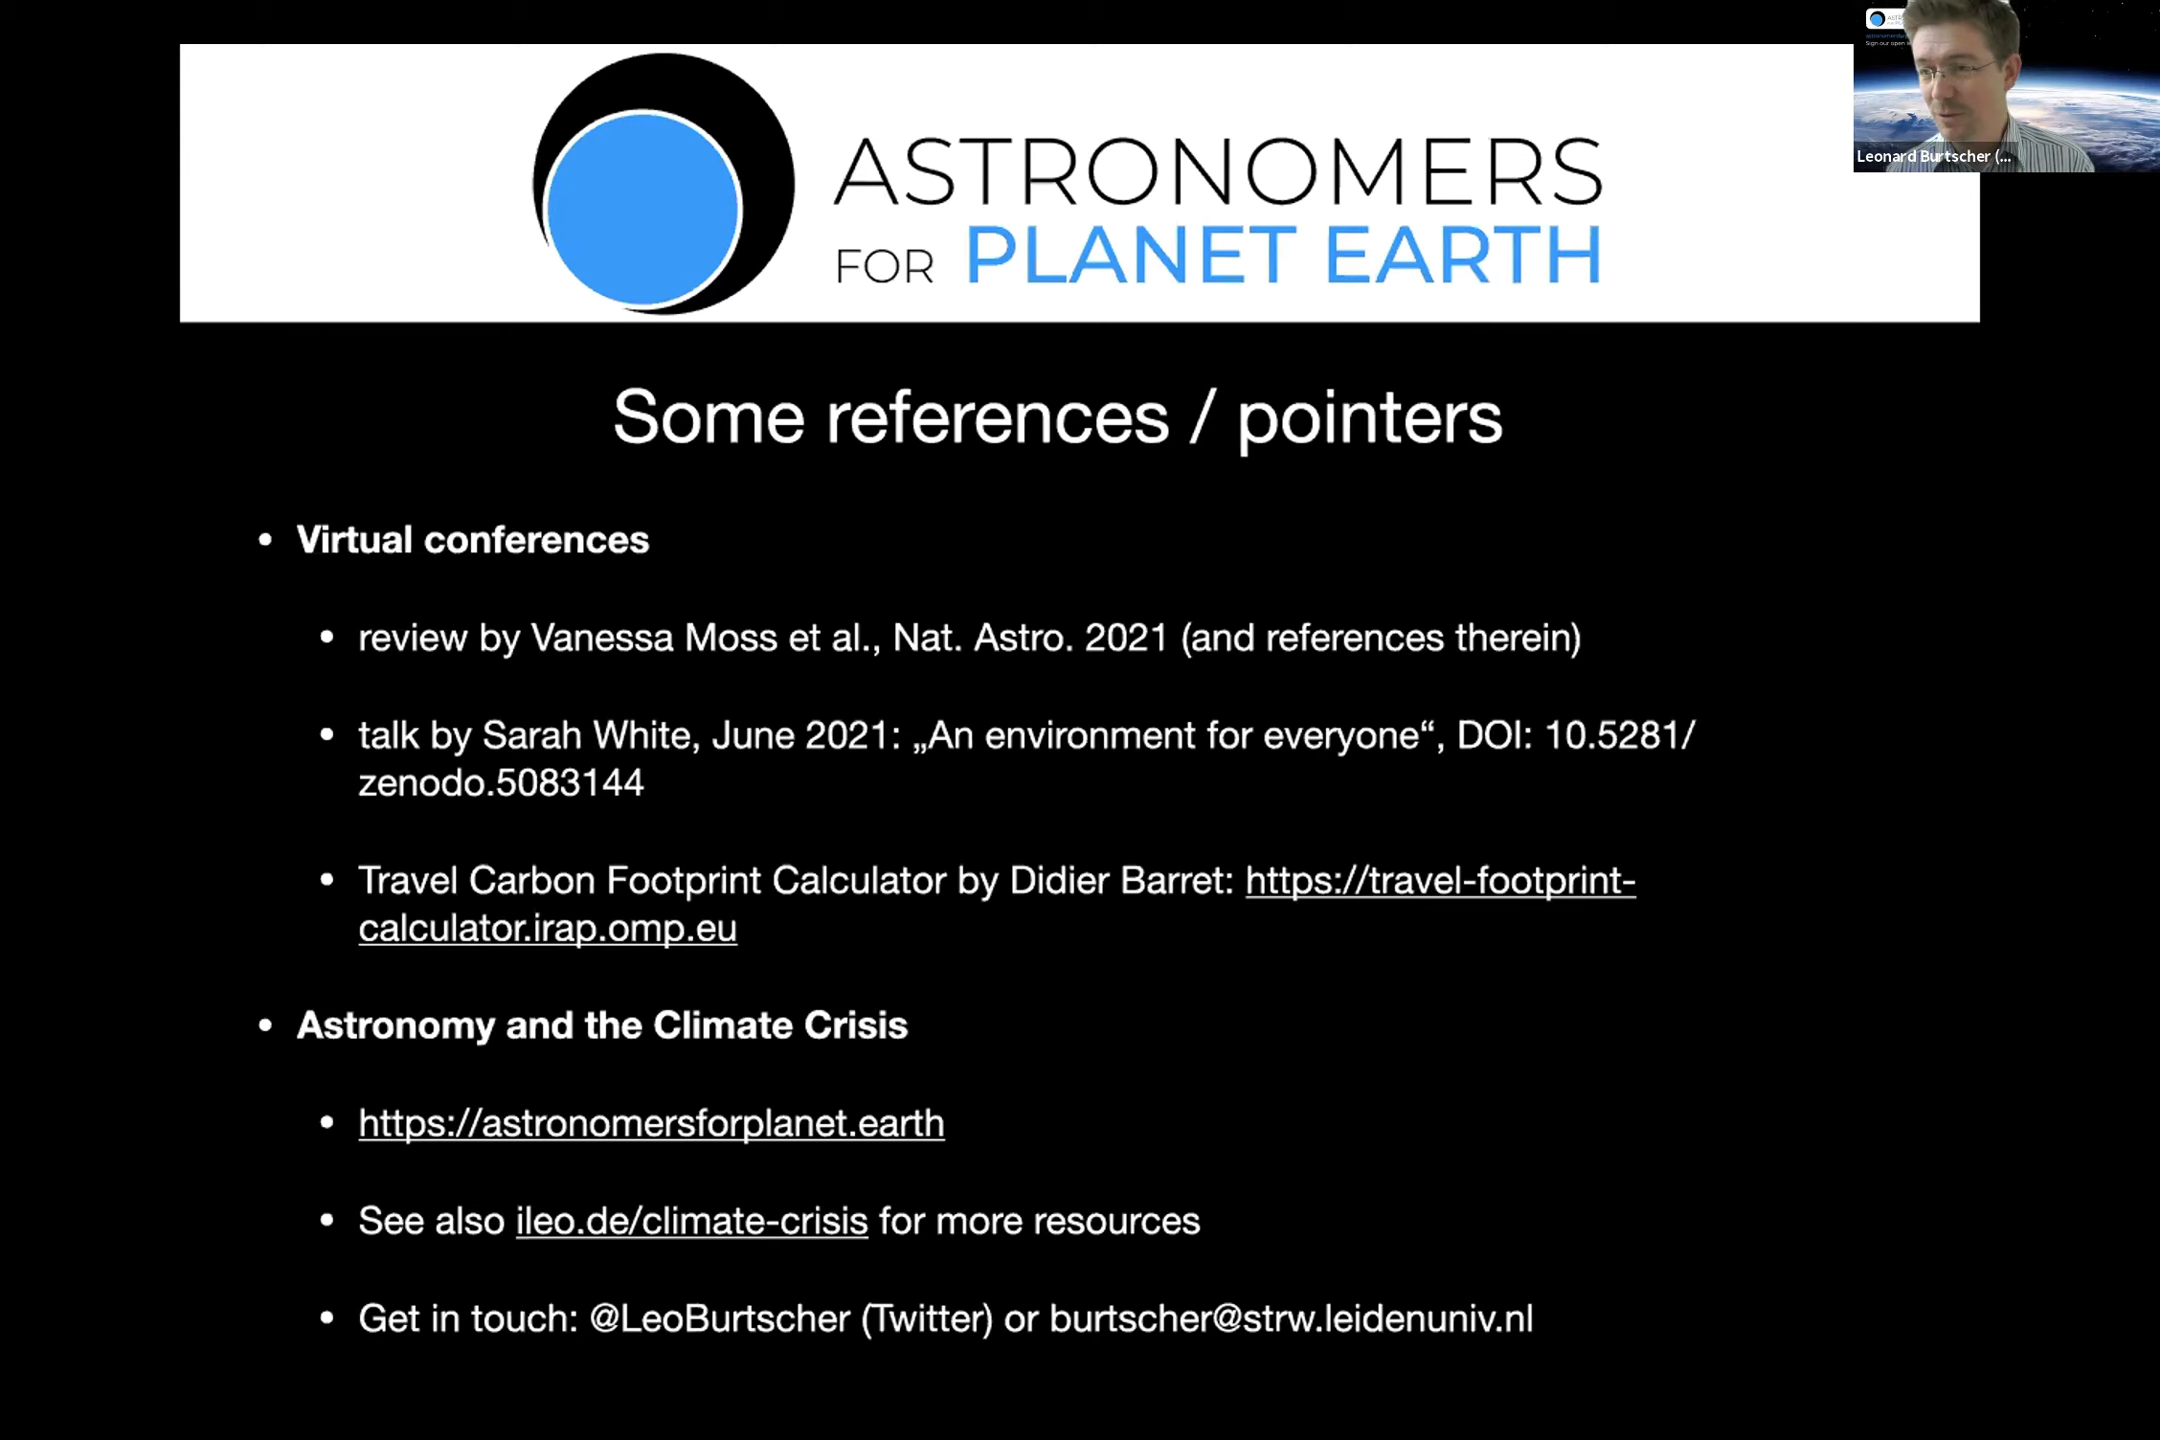 ASTRONOMERS
FOR PLANET EARTH
Leonard Burtscher (...
Some references / pointers
• Virtual conferences
• review by Vanessa Moss et al., Nat. Astro. 2021 (and references therein)
• talk by Sarah White, June 2021: „An environment for everyone“, DOI: 10.5281/
zenodo.5083144
• Travel Carbon Footprint Calculator by Didier Barret: https://travel-footprint-
calculator.irap.omp.eu
• Astronomy and the Climate Crisis
• https://astronomersforplanet.earth
• See also ileo.de/climate-crisis for more resources
• Get in touch: @LeoBurtscher (Twitter) or burtscher@strw.leidenuniv.nl